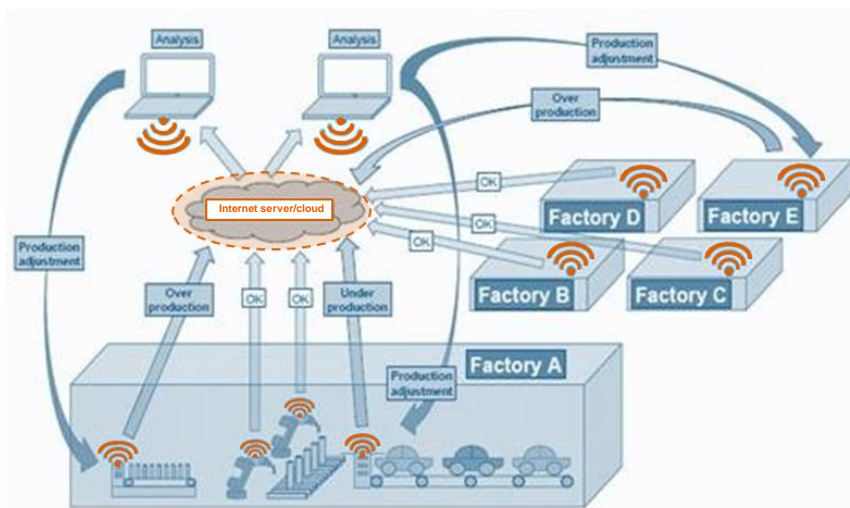 Analysis
Analysis
Production
adjustment
Over
production
OK
Internet server/cloud
Factory D
Factory E
OK
OK
Production
adjustment
Factory B
Factory C
Over
production
OK
OK
Under
production
Factory A
Production
adjustment